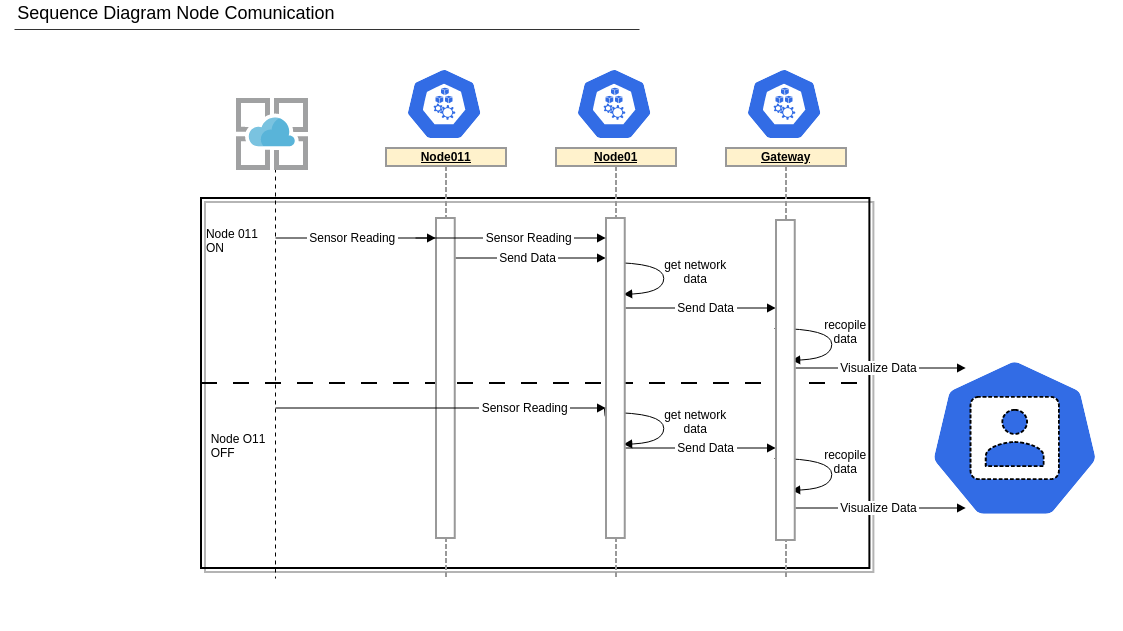 Sequence Diagram Node Comunication
Node011
Node01
Gateway
Node 011
ON
Sensor Reading
Sensor Reading
Send Data
get network
data
Send Data
recopile
data
Visualize Data
Sensor Reading
get network
data
Node O11
OFF
Send Data
recopile
data
Visualize Data